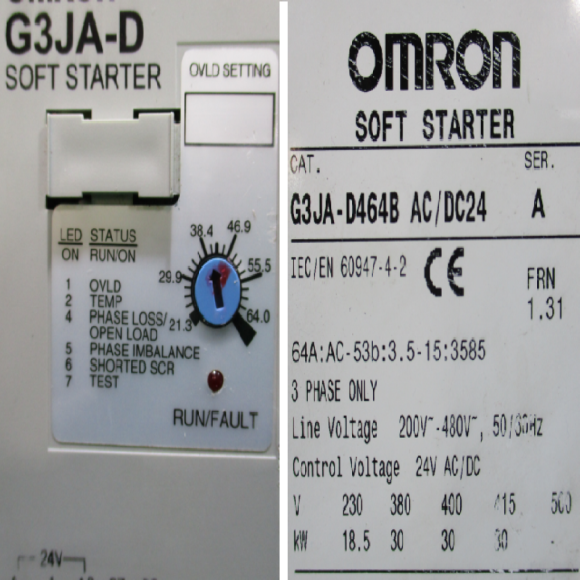 G3JA-D
SOFT STARTER
OVLD SETTING
LED STATUS
ON RUN/ON
1 OVLD
2 TEMP
4 PHASE LOSS/
OPEN LOAD
5 PHASE IMBALANCE
6 SHORTED SCR
7 TEST
21.3
29.9
38.4
46.9
55.5
64.0
RUN/FAULT
24V
OMRON
SOFT STARTER
CAT. SER.
G3JA-D464B AC/DC24 A
IEC/EN 60947-4-2 CE
FRN
1.31
64A:AC-53b:3.5-15:3585
3 PHASE ONLY
Line Voltage 200V~-480V~, 50/30Hz
Control Voltage 24V AC/DC
V 230 380 400 415 500
kW 18.5 30 30 30 -